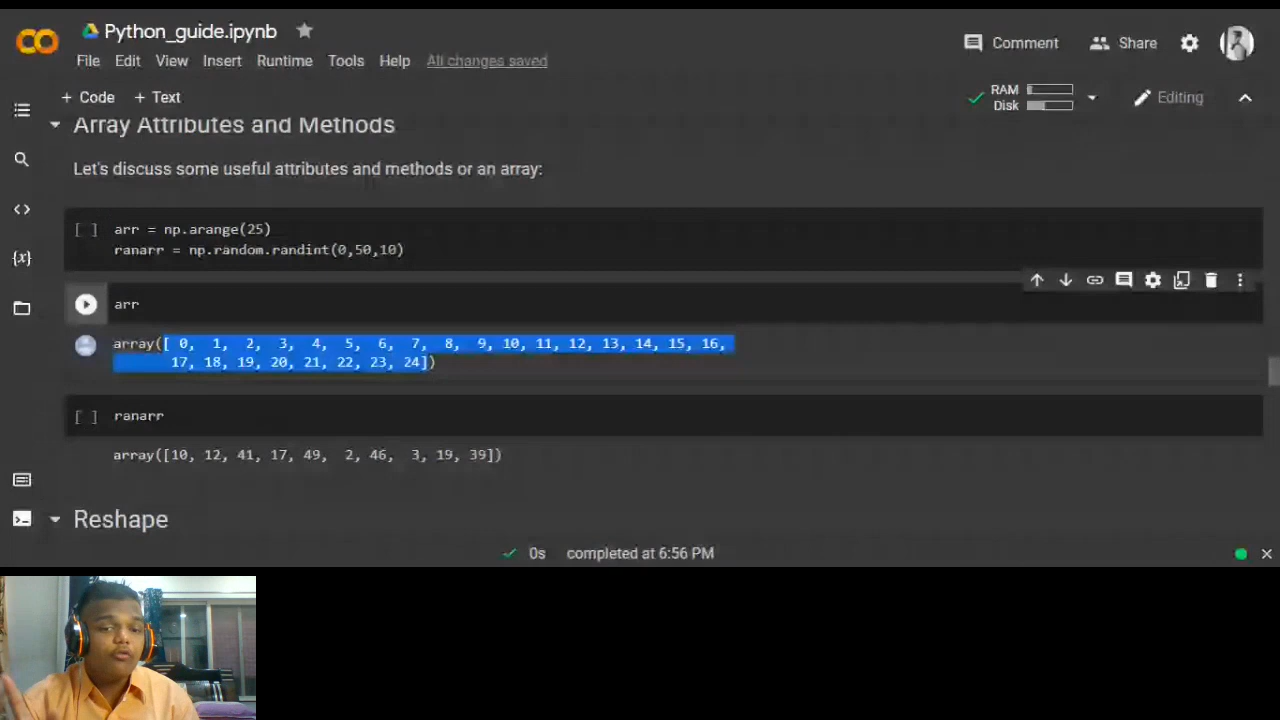 Python_guide.ipynb
File Edit View Insert Runtime Tools Help All changes saved
Comment Share
+ Code + Text
RAM
Disk
Editing
Array Attributes and Methods
Let's discuss some useful attributes and methods or an array:
[ ] arr = np.arange(25)
ranarr = np.random.randint(0,50,10)
arr
array([ 0, 1, 2, 3, 4, 5, 6, 7, 8, 9, 10, 11, 12, 13, 14, 15, 16,
17, 18, 19, 20, 21, 22, 23, 24])
[ ] ranarr
array([10, 12, 41, 17, 49, 2, 46, 3, 19, 39])
Reshape
0s completed at 6:56 PM